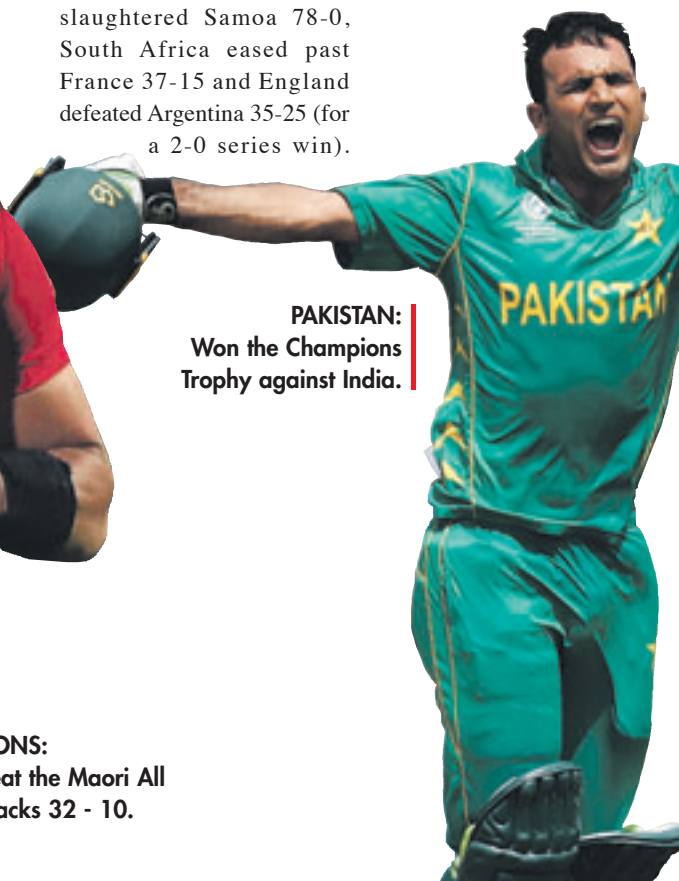 slaughtered Samoa 78-0,
South Africa eased past
France 37-15 and England
defeated Argentina 35-25 (for
a 2-0 series win).
PAKISTAN:
Won the Champions
Trophy against India.
PAKISTAN
ONS:
eat the Maori All
acks 32 - 10.